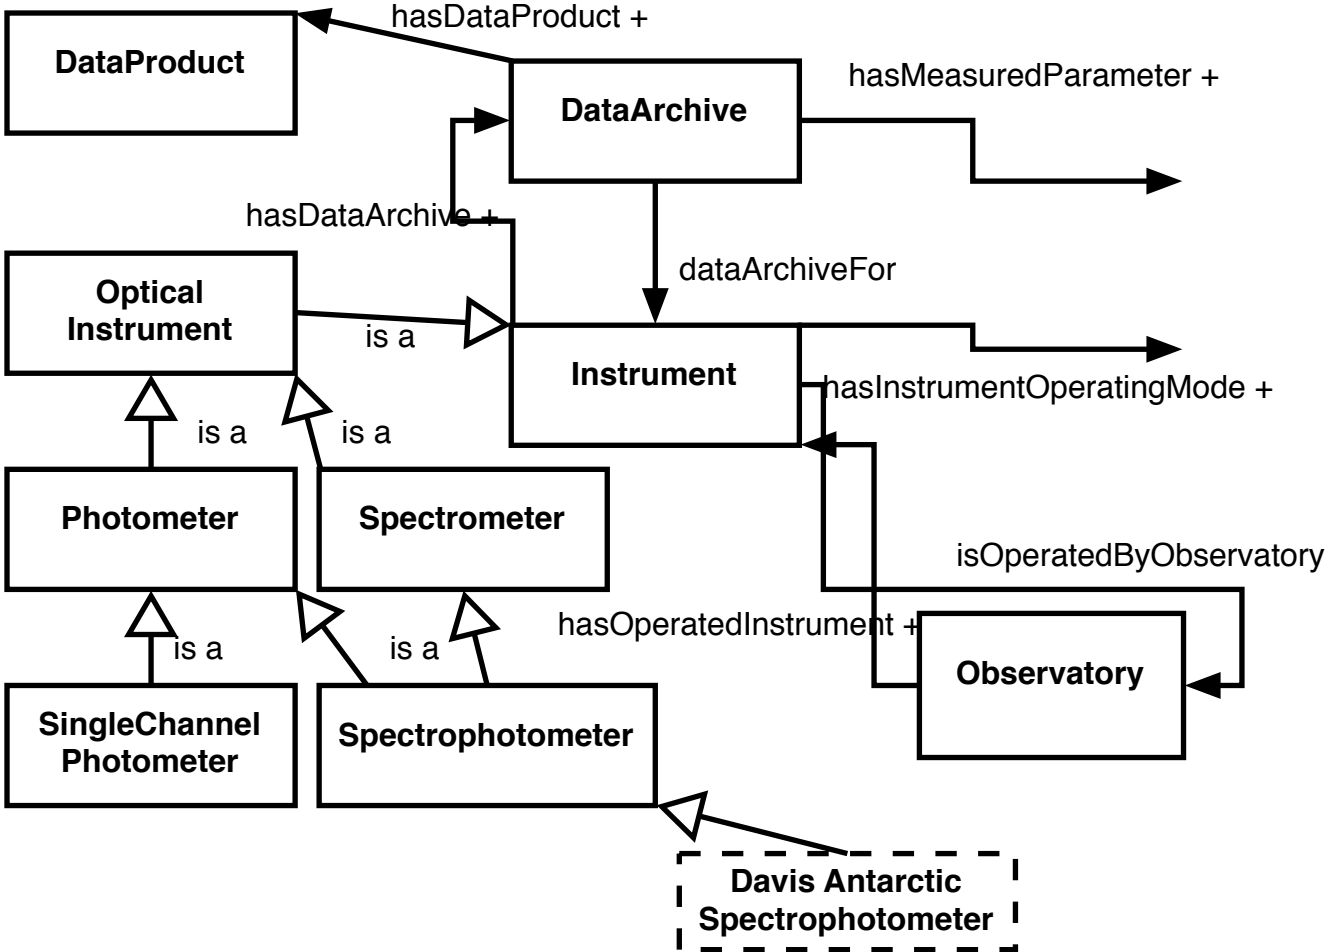 hasDataProduct +
DataProduct
hasMeasuredParameter +
DataArchive
hasDataArchive +
dataArchiveFor
Optical
Instrument
is a
Instrument
hasInstrumentOperatingMode +
is a
is a
Photometer
Spectrometer
isOperatedByObservatory
hasOperatedInstrument +
is a
is a
Observatory
SingleChannel
Photometer
Spectrophotometer
Davis Antarctic
Spectrophotometer